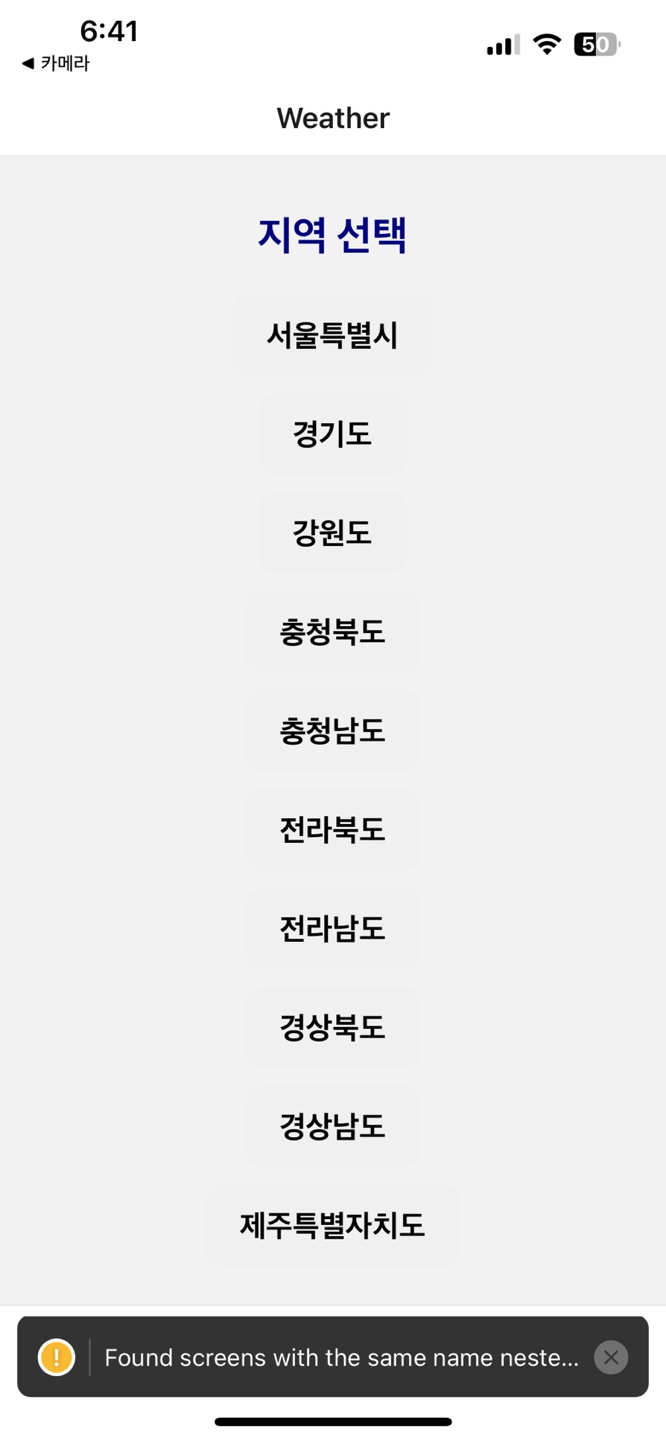 6:41
50
◀ 카메라
Weather
지역 선택
서울특별시
경기도
강원도
충청북도
충청남도
전라북도
전라남도
경상북도
경상남도
제주특별자치도
! Found screens with the same name neste...